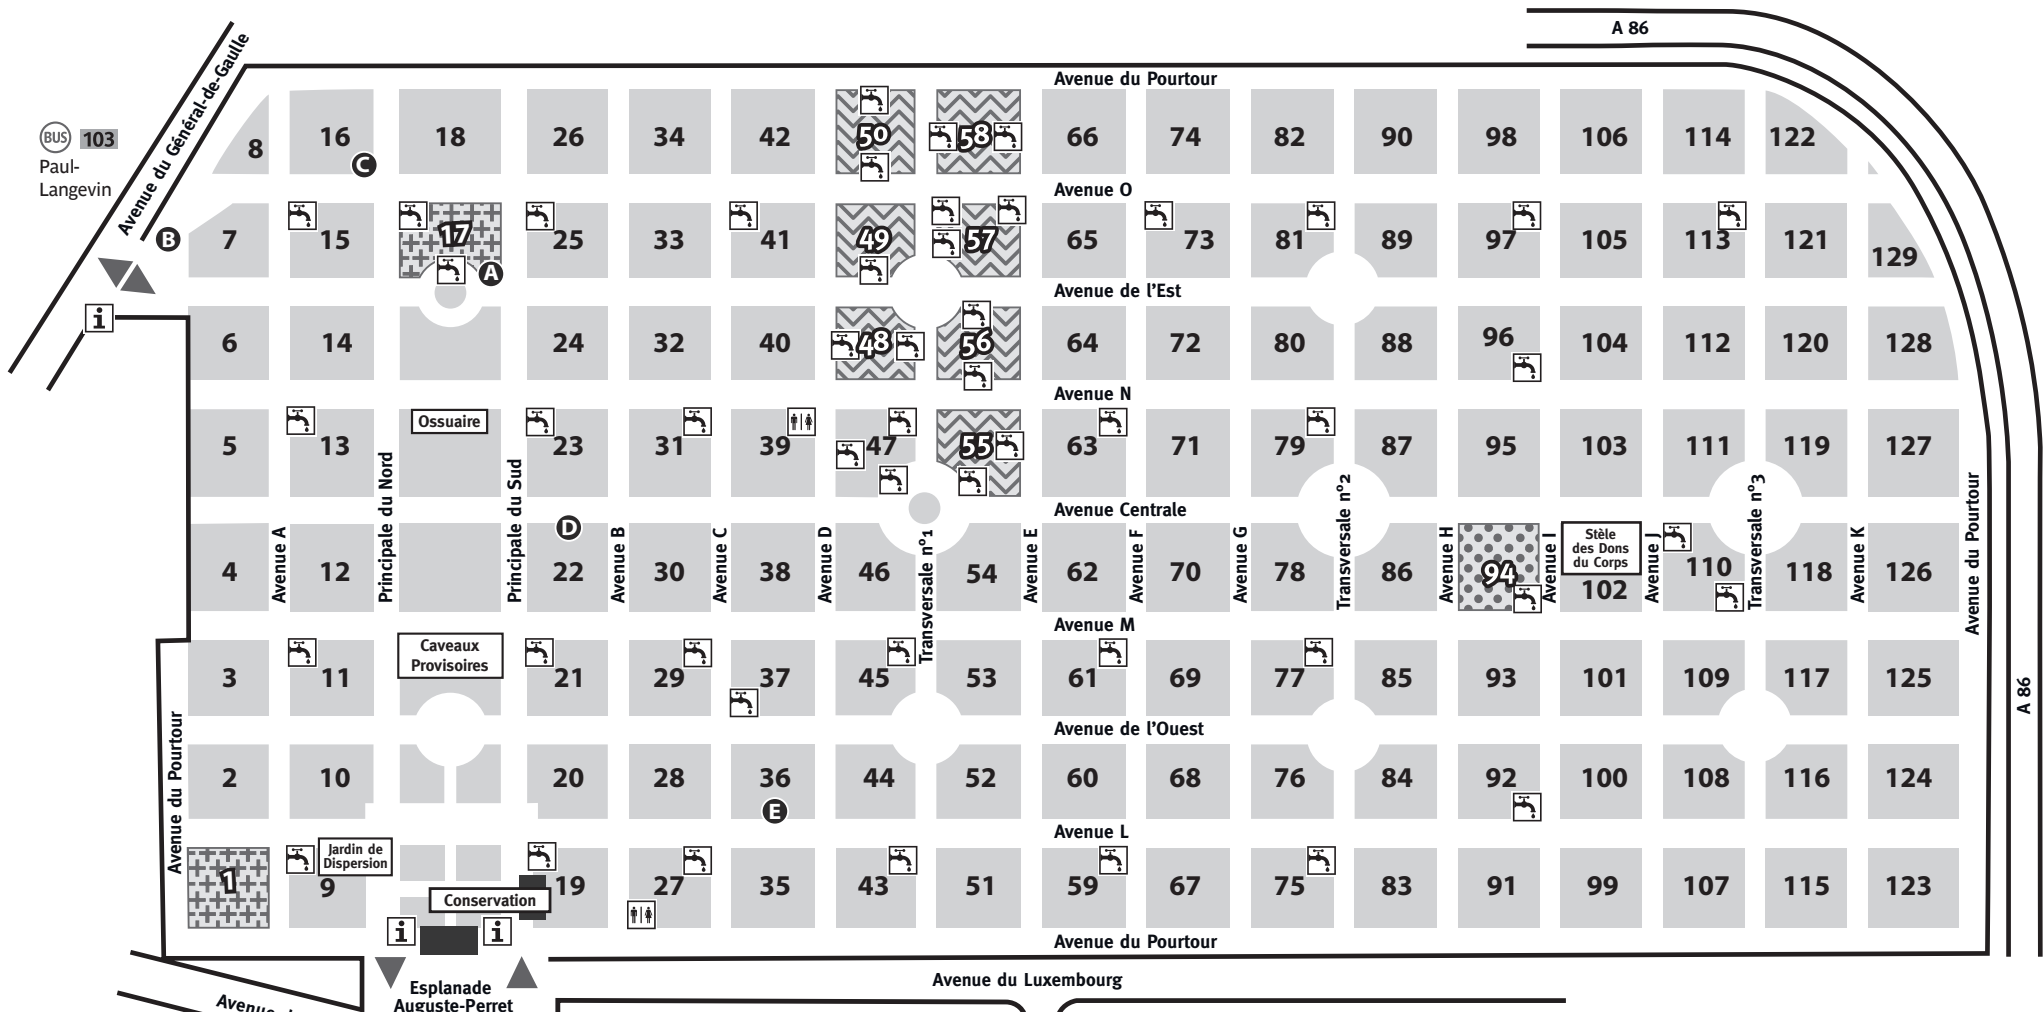 A 86
Avenue du Général-de-Gaulle
Avenue du Pourtour
BUS 103
Paul-
Langevin
8 16 18 26 34 42 50 58 66 74 82 90 98 106 114 122
C
Avenue O
B
7 15 17 25 33 41 49 57 65 73 81 89 97 105 113 121 129
A
Avenue de l'Est
i
6 14 24 32 40 48 56 64 72 80 88 96 104 112 120 128
Avenue N
Ossuaire
5 13 23 31 39 47 55 63 71 79 87 95 103 111 119 127
Avenue Centrale
D
Avenue A
Principale du Nord
Principale du Sud
Avenue B
Avenue C
Avenue D
Transversale n°1
Avenue E
Avenue F
Avenue G
Transversale n°2
Avenue H
Avenue I
Avenue J
Transversale n°3
Avenue K
Avenue du Pourtour
Stèle
des Dons
du Corps
4 12 22 30 38 46 54 62 70 78 86 94 102 110 118 126
Avenue M
Caveaux
Provisoires
3 11 21 29 37 45 53 61 69 77 85 93 101 109 117 125
A 86
Avenue de l'Ouest
Avenue du Pourtour
2 10 20 28 36 44 52 60 68 76 84 92 100 108 116 124
E
Avenue L
Jardin de
Dispersion
1 9 19 27 35 43 51 59 67 75 83 91 99 107 115 123
Conservation
i i
Avenue du Pourtour
Avenue du Luxembourg
Esplanade
Auguste-Perret
Avenue